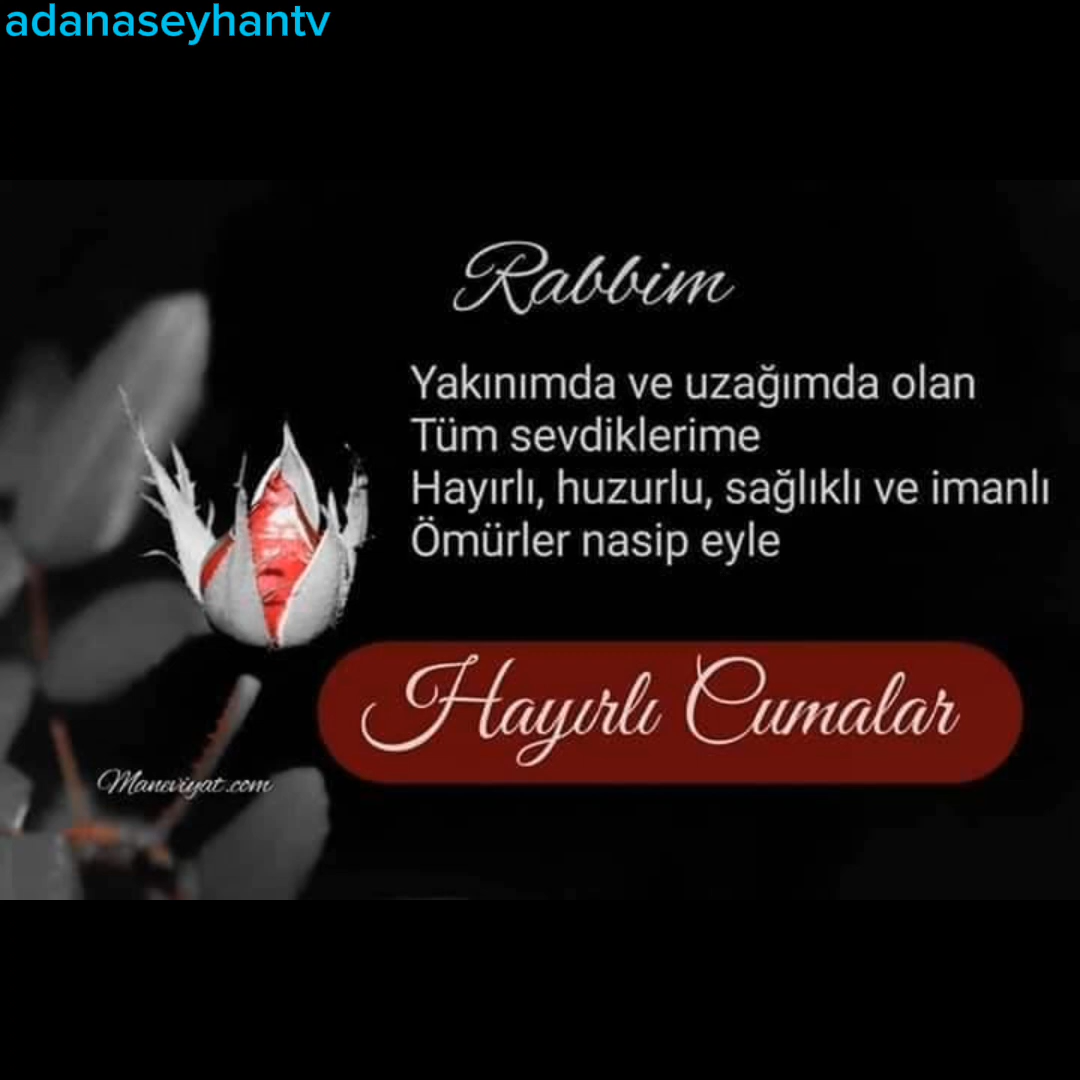 adanaseyhantv
Rabbim
Yakınımda ve uzağımda olan
Tüm sevdiklerime
Hayırlı, huzurlu, sağlıklı ve imanlı
Ömürler nasip eyle
Hayırlı Cumalar
Maneviyat.com